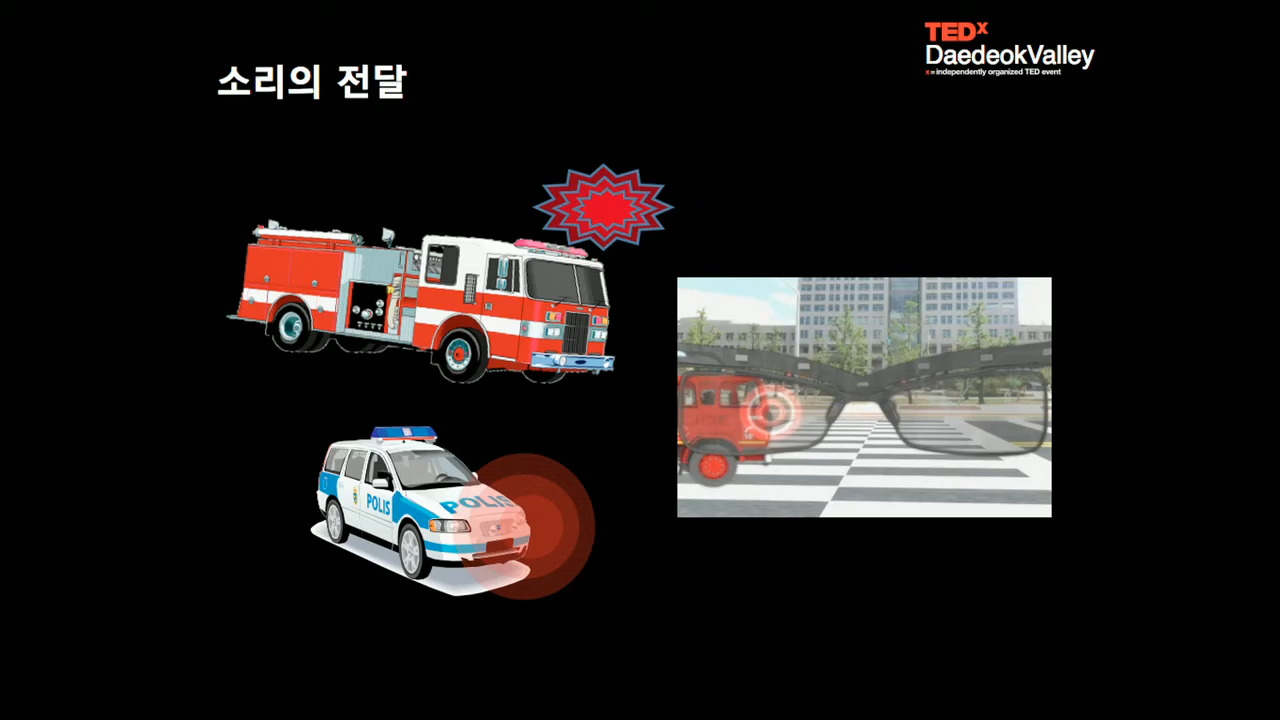 TEDx
DaedeokValley
x = independently organized TED event
소리의 전달
POLIS
POLIS